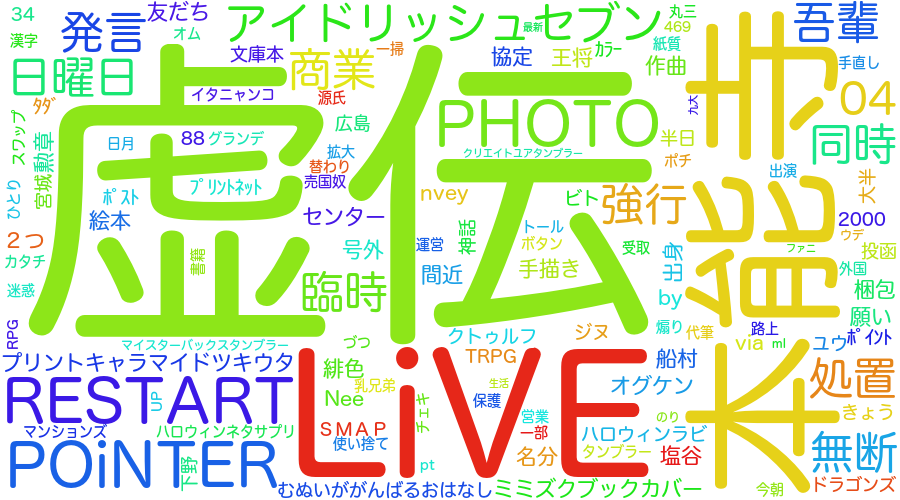 34
友だち
アイドリッシュセブン
最新
丸三
吾輩
漢字
発言
オム
469
文庫本
一掃
ｶﾗｰ
協定
王将
紙質
手直し
日曜日
商業
作曲
ﾀﾀﾞ
イタニャンコ
源氏
PHOTO
九大
04
スワップ
88
グランデ
広島
半日
同時
日月
拡大
クリエイトユアタンブラー
ポチ
宮城勲章
替わり
出演
ひとり
ﾎﾟｽﾄ
ﾌﾟﾘﾝﾄﾈｯﾄ
売国奴
nvey
ビト
強行
大半
虚伝
本能寺
絵本
センター
2000
２つ
号外
運営
神話
トール
ボタン
受取
出身
ウデ
ファニ
投函
カタチ
書籍
間近
手描き
外国
迷惑
臨時
by
梱包
願い
RPG
マイスターバックスタンブラー
づつ
クトゥルフ
ジヌ
煽り
代筆
路上
ﾎﾟｲﾝﾄ
プリントキャラマイドツキウタ
緋色
TRPG
船村
via
ml
ユウ
RESTART
UP
LiVE
乳兄弟
生活
オグケン
処置
Nee
チェキ
保護
きょう
マンションズ
ハロウィンネタサプリ
SMAP
営業
一部
ハロウィンラビ
のり
POiNTER
使い捨て
タンブラー
塩谷
無断
下野
pt
名分
むぬいががんばるおはなし
ミミズクブックカバー
今朝
ドラゴンズ